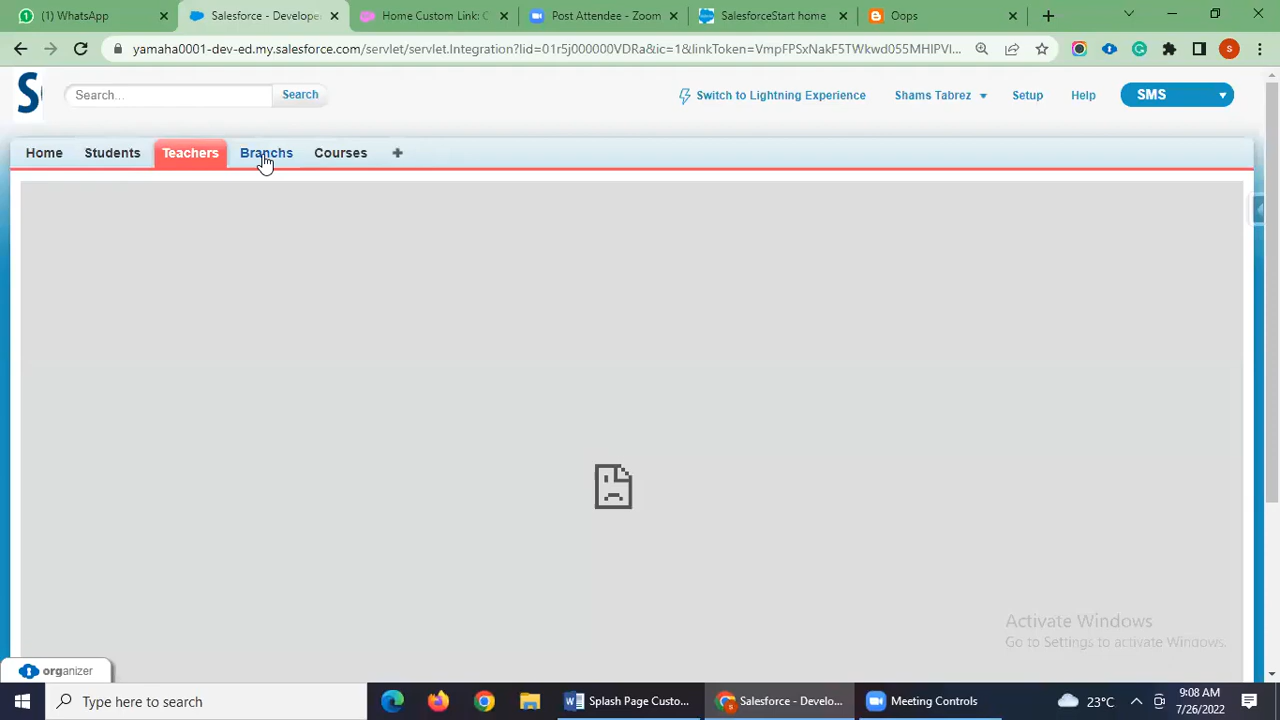 (1) WhatsApp
Salesforce - Develope
Home Custom Link: C
Post Attendee - Zoom
SalesforceStart home
Oops
yamaha0001-dev-ed.my.salesforce.com/servlet/servlet.Integration?lid=01r5j000000VDRa&ic=1&linkToken=VmpFPSxNakF5TWkwd055MHlPVl...
S
Search...
Search
Switch to Lightning Experience
Shams Tabrez
Setup
Help
SMS
Home
Students
Teachers
Branchs
Courses
Activate Windows
Go to Settings to activate Windows.
organizer
Type here to search
Splash Page Custo...
Salesforce - Develo...
Meeting Controls
23°C
9:08 AM
7/26/2022